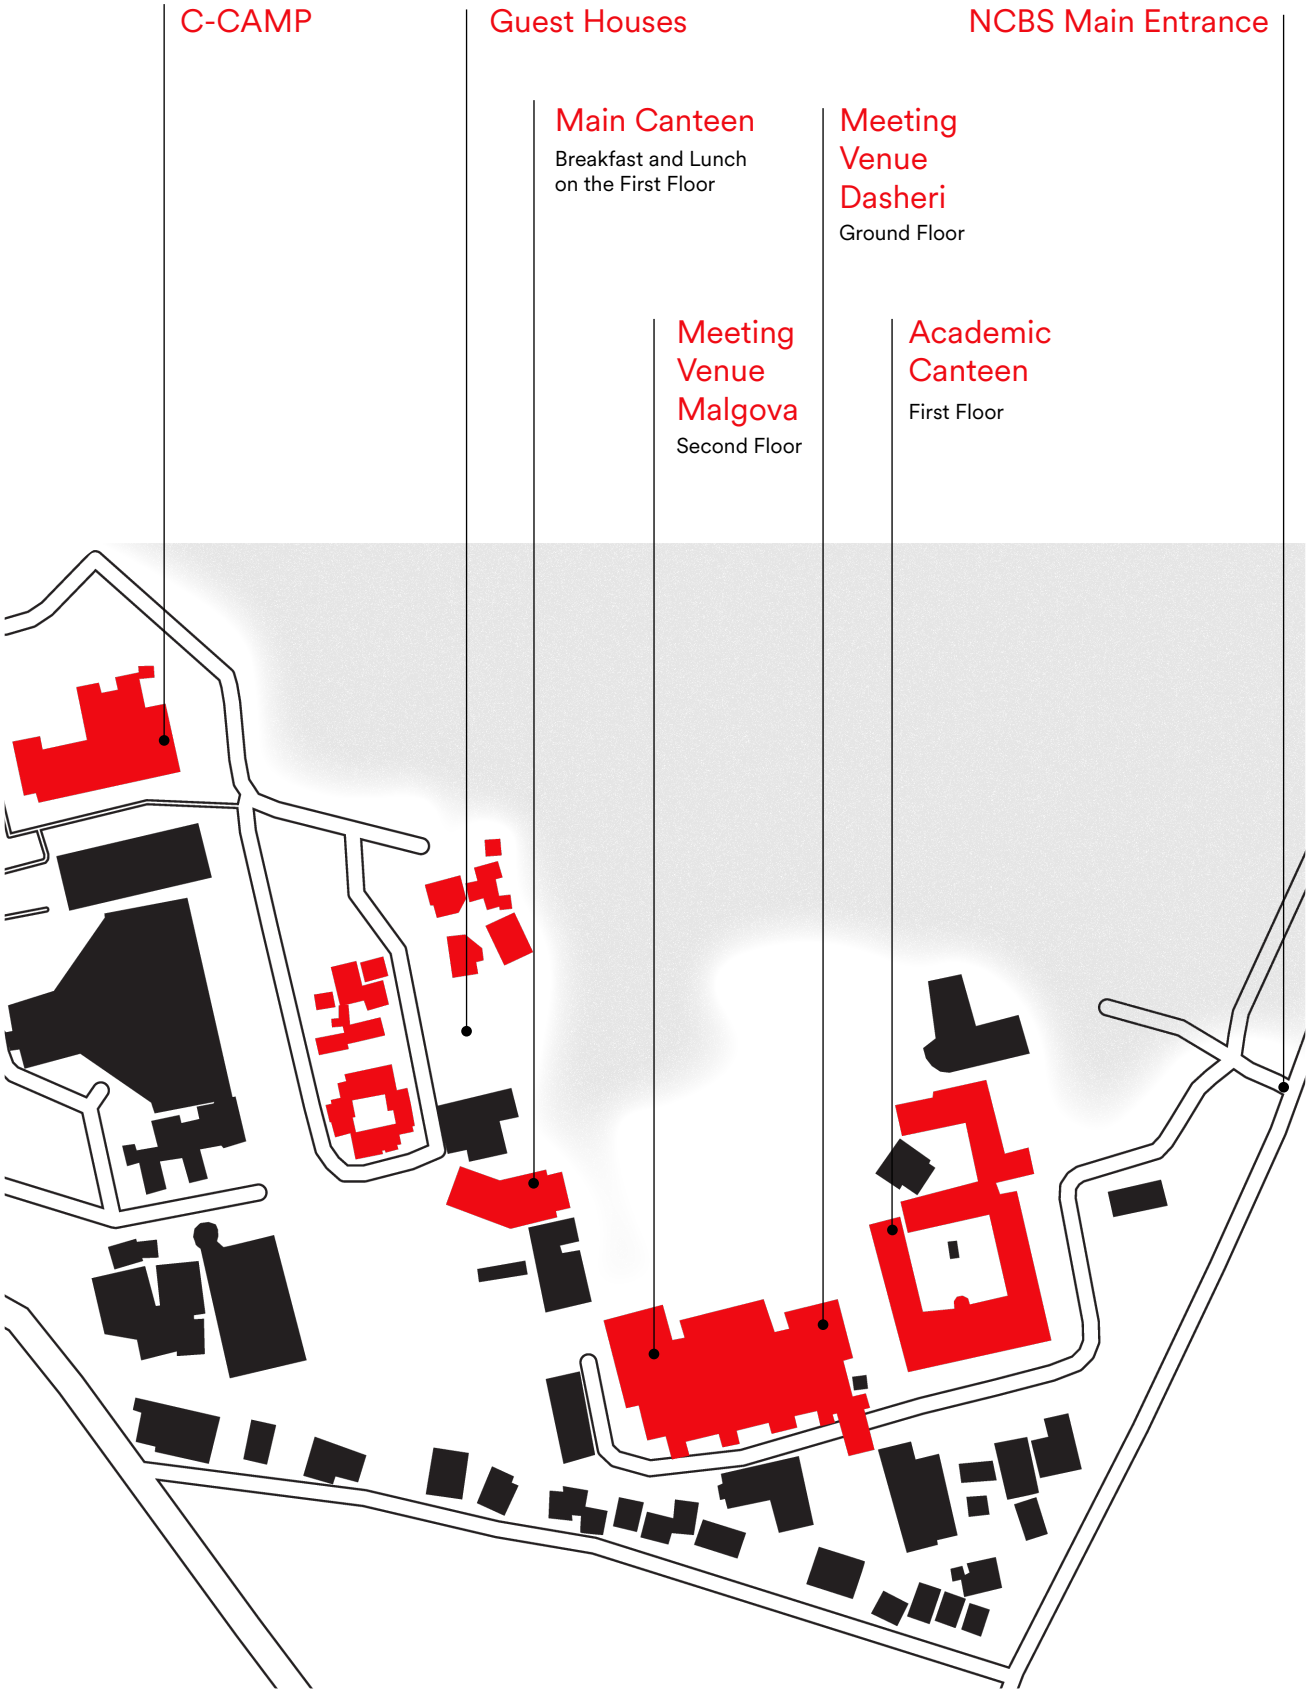 C-CAMP
Guest Houses
NCBS Main Entrance
Main Canteen
Breakfast and Lunch
on the First Floor
Meeting
Venue
Dasheri
Ground Floor
Meeting
Venue
Malgova
Second Floor
Academic
Canteen
First Floor